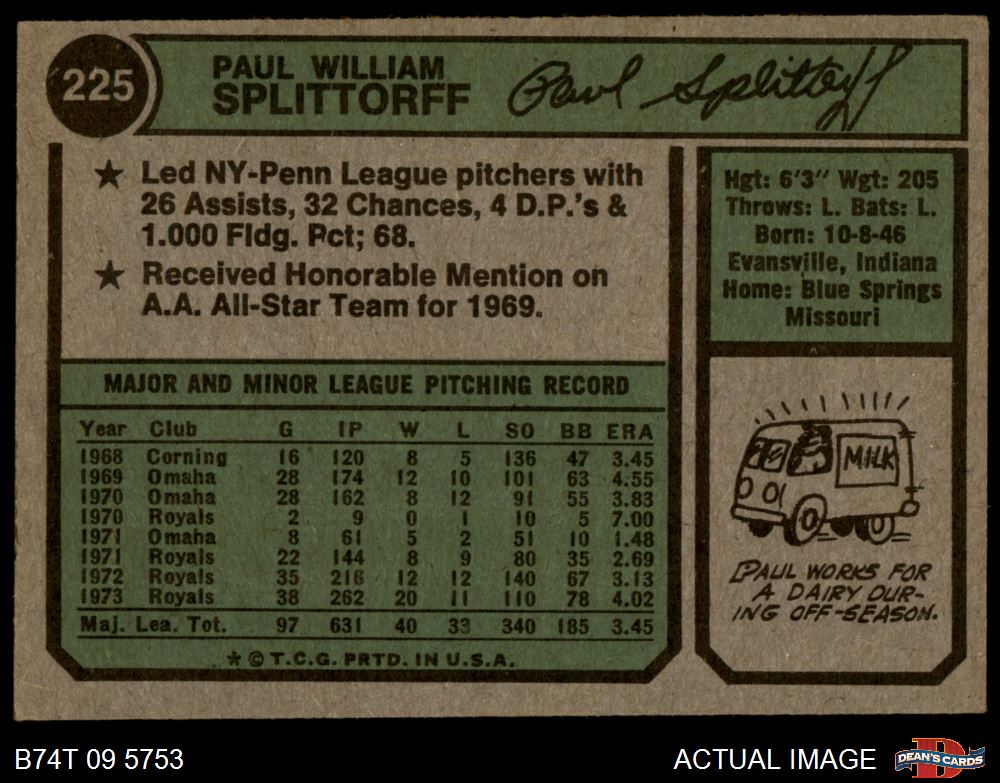 225
PAUL WILLIAM
SPLITTORFF
Paul Splittorff
★ Led NY-Penn League pitchers with
26 Assists, 32 Chances, 4 D.P.'s &
1.000 Fldg. Pct; 68.
★ Received Honorable Mention on
A.A. All-Star Team for 1969.
Hgt: 6'3" Wgt: 205
Throws: L. Bats: L.
Born: 10-8-46
Evansville, Indiana
Home: Blue Springs
Missouri
MAJOR AND MINOR LEAGUE PITCHING RECORD
Year Club G IP W L SO BB ERA
1968 Corning 16 120 8 5 136 47 3.45
1969 Omaha 28 174 12 10 101 63 4.55
1970 Omaha 28 162 8 12 91 55 3.83
1970 Royals 2 9 0 1 10 5 7.00
1971 Omaha 8 61 5 2 51 10 1.48
1971 Royals 22 144 8 9 80 35 2.69
1972 Royals 35 216 12 12 140 67 3.13
1973 Royals 38 262 20 11 110 78 4.02
Maj. Lea. Tot. 97 631 40 33 340 185 3.45
* © T.C.G. PRTD. IN U.S.A.
MILK
PAUL WORKS FOR
A DAIRY DUR-
ING OFF-SEASON.
B74T 09 5753
ACTUAL IMAGE
D
DEAN'S CARDS